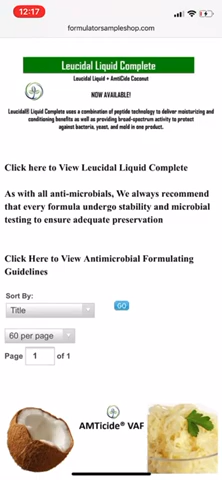 12:17
formulatorsampleshop.com
Leucidal Liquid Complete
Leucidal Liquid + AmtiCide Coconut
NOW AVAILABLE!
Leucidal® Liquid Complete uses a combination of peptide technology to deliver moisturizing and
conditioning benefits as well as providing broad-spectrum activity to protect
against bacteria, yeast, and mold in one product.
Click here to View Leucidal Liquid Complete
As with all anti-microbials, We always recommend
that every formula undergo stability and microbial
testing to ensure adequate preservation
Click Here to View Antimicrobial Formulating
Guidelines
Sort By:
Title
GO
60 per page
Page 1 of 1
AMTicide® VAF